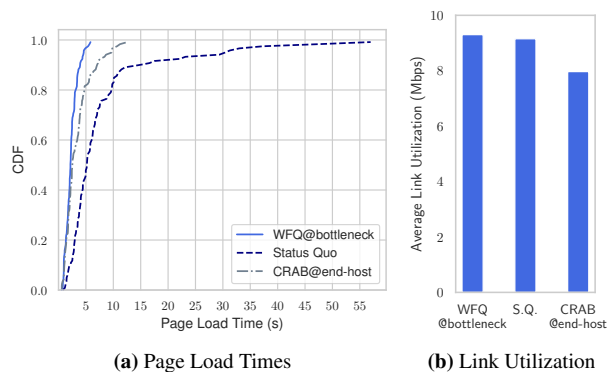 1.0
0.8
0.6
0.4
0.2
0.0
CDF
5 10 15 20 25 30 35 40 45 50 55
Page Load Time (s)
WFQ@bottleneck
Status Quo
CRAB@end-host
(a) Page Load Times
10
8
6
4
2
0
Average Link Utilization (Mbps)
WFQ S.Q. CRAB
@bottleneck @end-host
(b) Link Utilization